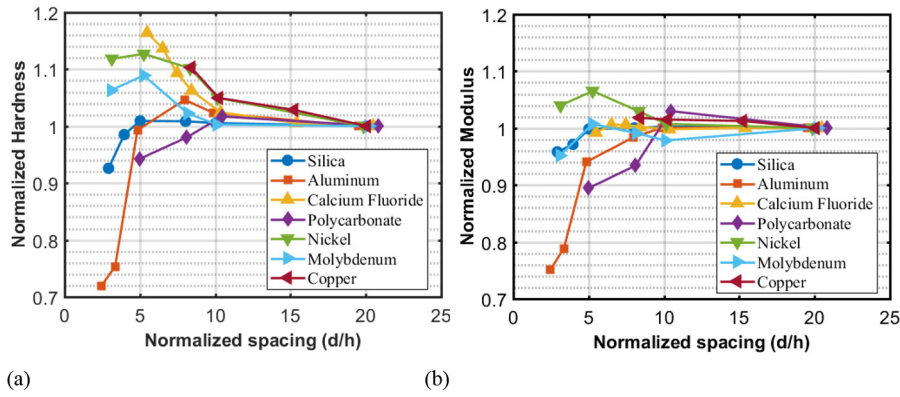 (a)
Normalized Hardness
1.2
1.1
1
0.9
0.8
0.7
0 5 10 15 20 25
Normalized spacing (d/h)
Silica
Aluminum
Calcium Fluoride
Polycarbonate
Nickel
Molybdenum
Copper
(b)
Normalized Modulus
1.2
1.1
1
0.9
0.8
0.7
0 5 10 15 20 25
Normalized spacing (d/h)
Silica
Aluminum
Calcium Fluoride
Polycarbonate
Nickel
Molybdenum
Copper